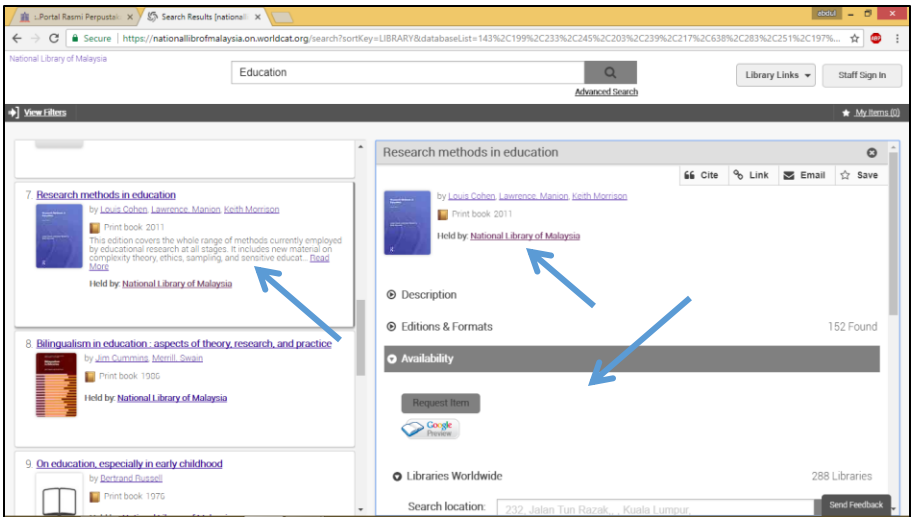 i.Portal Rasmi Perpustak
Search Results [national
abdul
Secure | https://nationallibrofmalaysia.on.worldcat.org/search?sortKey=LIBRARY&databaseList=143%2C199%2C233%2C245%2C203%2C239%2C217%2C638%2C283%2C251%2C197%...
National Library of Malaysia
Education
Advanced Search
Library Links
Staff Sign In
View Filters
My Items (0)
7. Research methods in education
by Louis Cohen, Lawrence. Manion, Keith Morrison
Print book 2011
This edition covers the whole range of methods currently employed
by educational research at all stages. It includes new material on
complexity theory, ethics, sampling, and sensitive educat... Read
More
Held by: National Library of Malaysia
8. Bilingualism in education : aspects of theory, research, and practice
by Jim Cummins, Merrill. Swain
Print book 1986
Held by: National Library of Malaysia
9. On education, especially in early childhood
by Bertrand Russell
Print book 1976
Research methods in education
Cite
Link
Email
Save
by Louis Cohen, Lawrence. Manion, Keith Morrison
Print book 2011
Held by: National Library of Malaysia
Description
Editions & Formats
152 Found
Availability
Request Item
Google
Preview
Libraries Worldwide
288 Libraries
Search location:
232, Jalan Tun Razak, , Kuala Lumpur,
Send Feedback